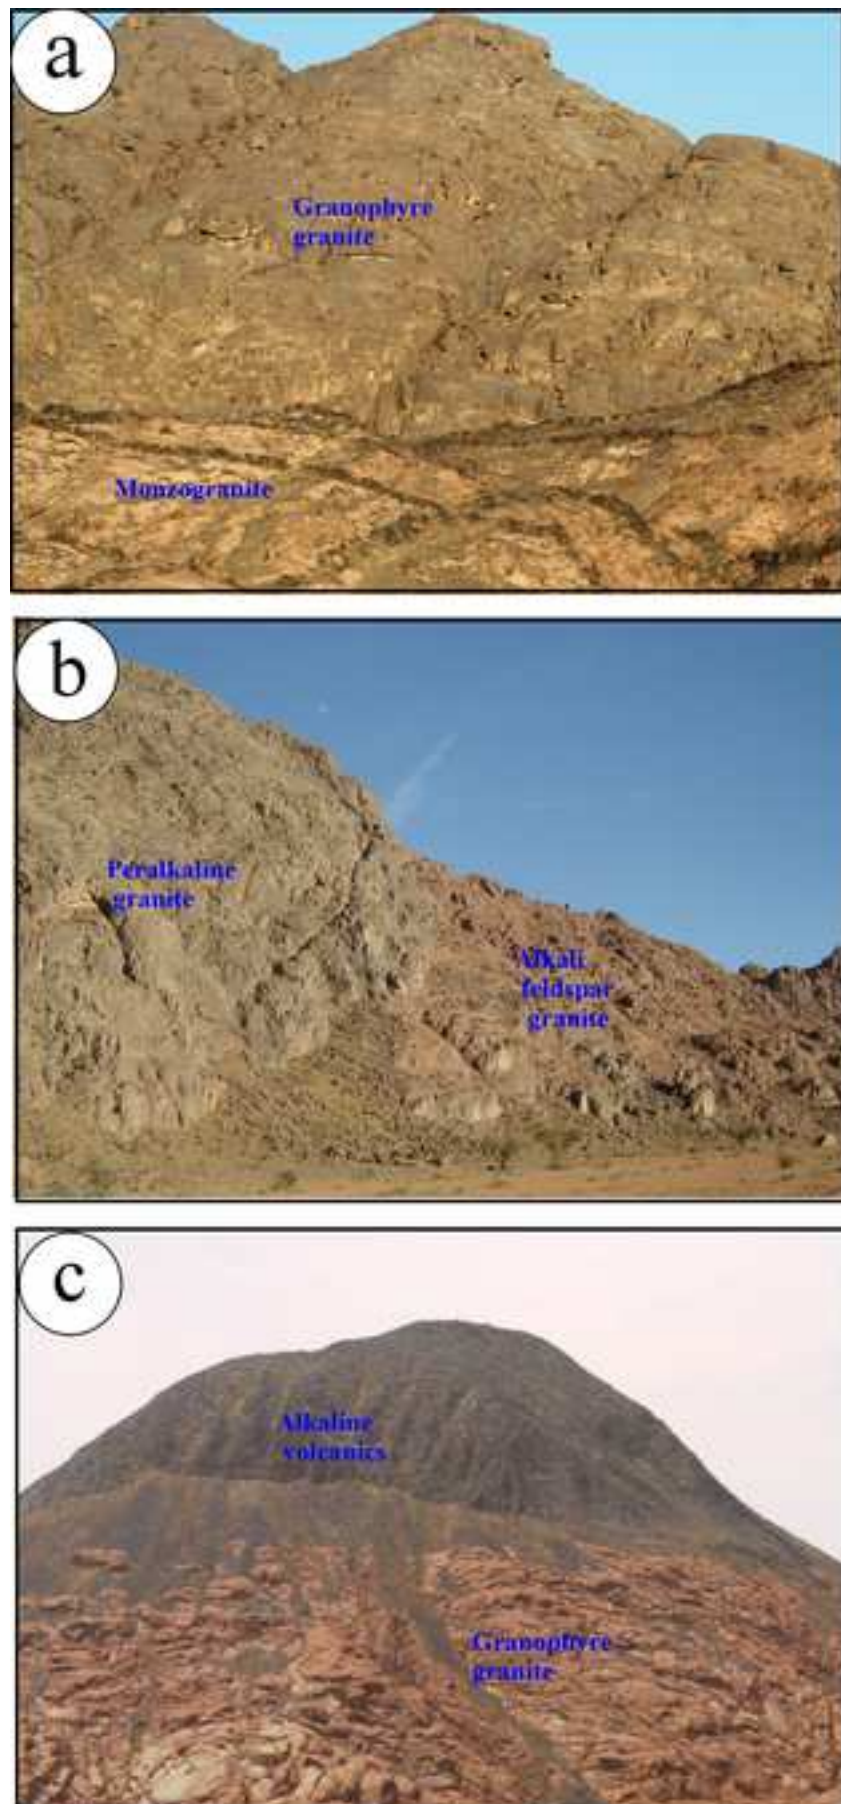 a
Granophyre
granite
Monzogranite
b
Peralkaline
granite
Alkali
feldspar
granite
c
Alkaline
volcanics
Granophyre
granite